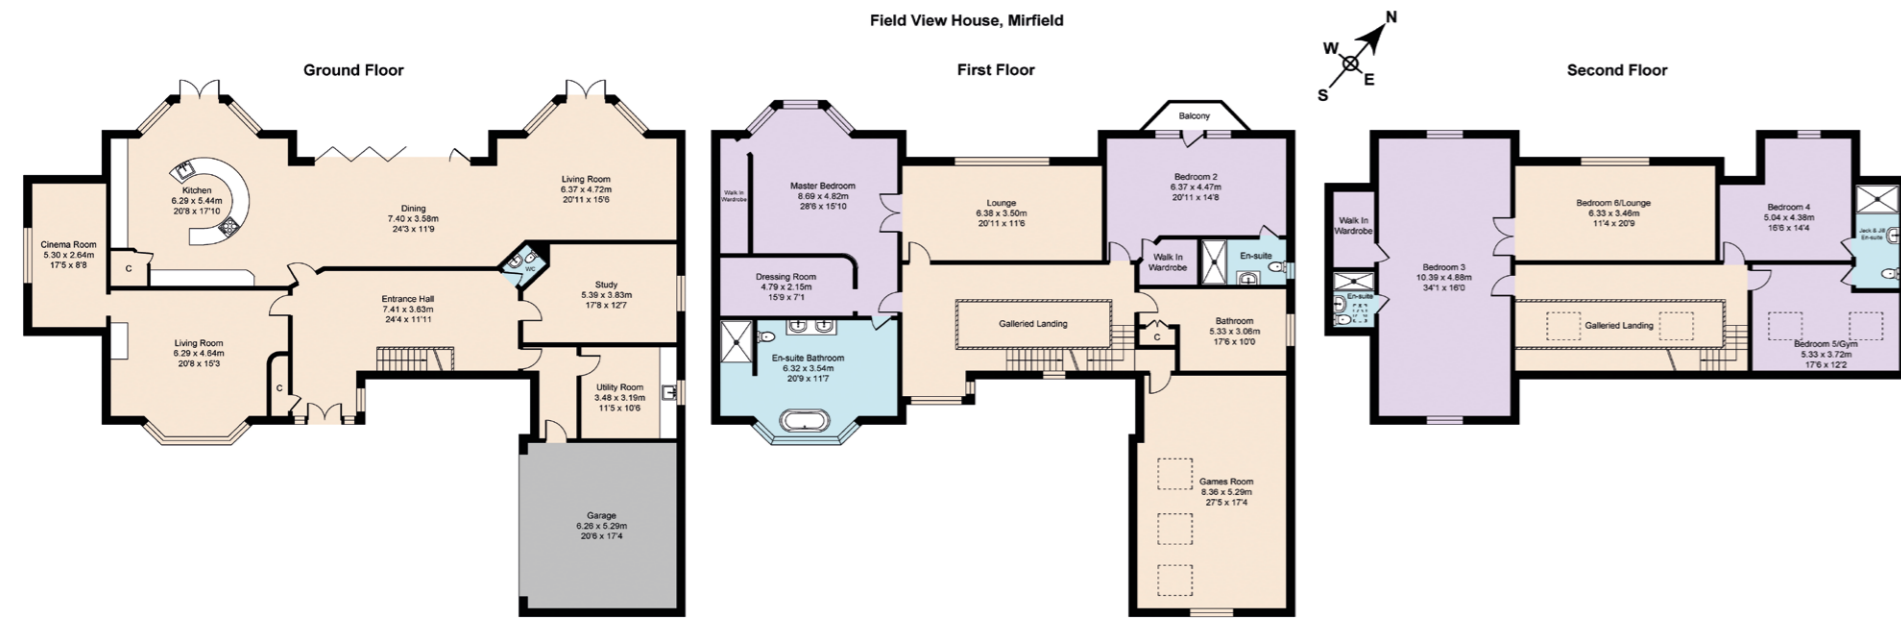 Field View House, Mirfield
N
W
E
S
Ground Floor
Kitchen
6.29 x 5.44m
20'8 x 17'10
Living Room
6.37 x 4.72m
20'11 x 15'6
Dining
7.40 x 3.58m
24'3 x 11'9
Cinema Room
5.30 x 2.64m
17'5 x 8'8
C
WC
Study
5.39 x 3.83m
17'8 x 12'7
Entrance Hall
7.41 x 3.63m
24'4 x 11'11
Living Room
6.29 x 4.64m
20'8 x 15'3
C
Utility Room
3.48 x 3.19m
11'5 x 10'6
Garage
6.26 x 5.29m
20'6 x 17'4
First Floor
Balcony
Walk In
Wardrobe
Master Bedroom
8.69 x 4.82m
28'6 x 15'10
Lounge
6.38 x 3.50m
20'11 x 11'6
Bedroom 2
6.37 x 4.47m
20'11 x 14'8
Dressing Room
4.79 x 2.15m
15'9 x 7'1
Walk In
Wardrobe
En-suite
Galleried Landing
Bathroom
5.33 x 3.06m
17'6 x 10'0
C
En-suite Bathroom
6.32 x 3.54m
20'9 x 11'7
Games Room
8.36 x 5.29m
27'5 x 17'4
Second Floor
Walk In
Wardrobe
Bedroom 3
10.39 x 4.88m
34'1 x 16'0
En-suite
Bedroom 6/Lounge
6.33 x 3.46m
11'4 x 20'9
Bedroom 4
5.04 x 4.38m
16'6 x 14'4
Jack & Jill
En-suite
Galleried Landing
Bedroom 5/Gym
5.33 x 3.72m
17'6 x 12'2